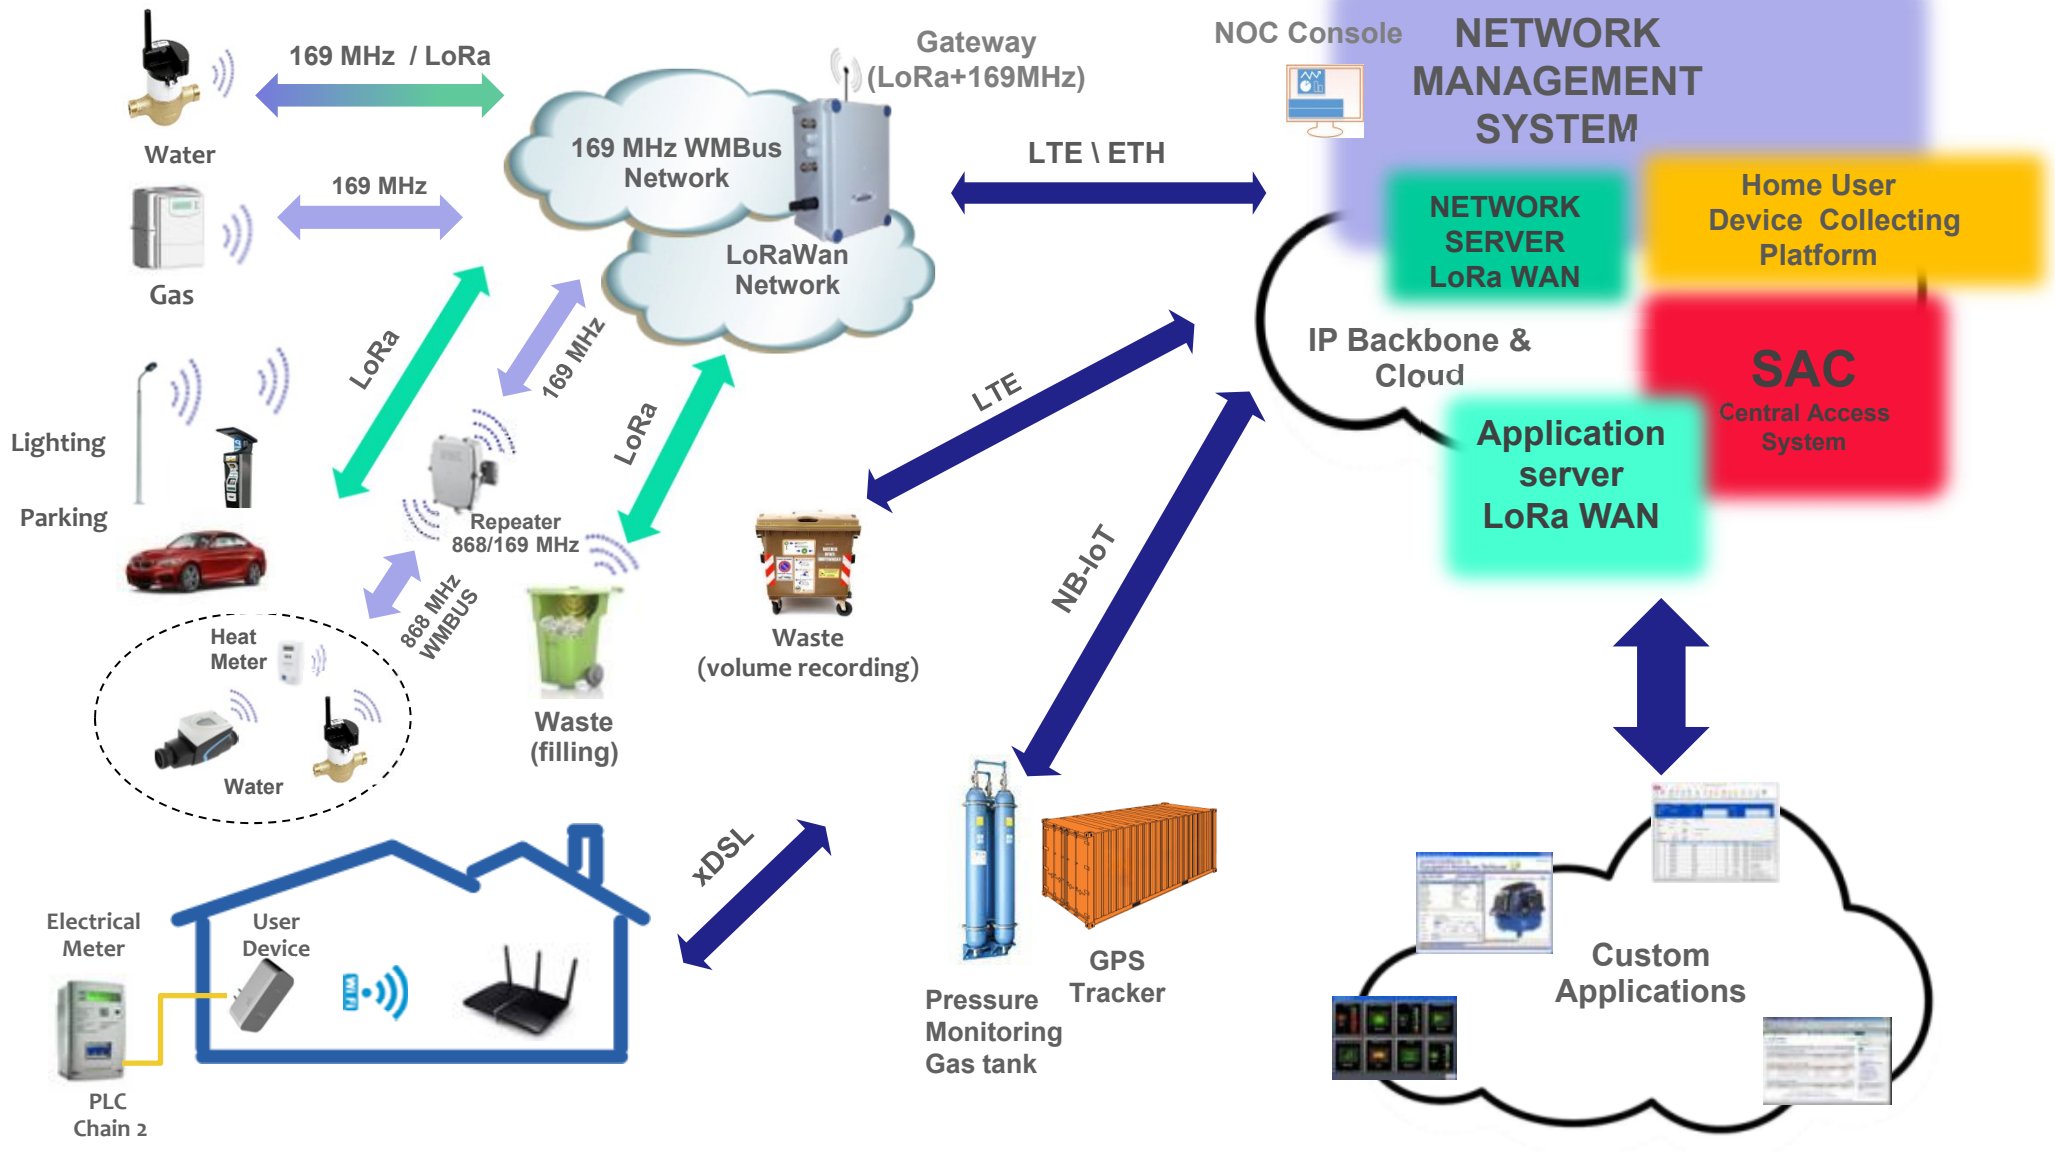 169 MHz / LoRa
Water
169 MHz
Gas
Gateway
(LoRa+169MHz)
169 MHz WMBus
Network
LoRaWan
Network
LTE \ ETH
NOC Console
NETWORK
MANAGEMENT
SYSTEM
NETWORK
SERVER
LoRa WAN
Home User
Device Collecting
Platform
IP Backbone &
Cloud
SAC
Central Access
System
Application
server
LoRa WAN
LoRa
169 MHz
LoRa
LTE
NB-IoT
Lighting
Parking
Repeater
868/169 MHz
868 MHz
WMBUS
Heat
Meter
Water
Waste
(filling)
Waste
(volume recording)
xDSL
Electrical
Meter
User
Device
WiFi
PLC
Chain 2
Pressure
Monitoring
Gas tank
GPS
Tracker
Custom
Applications